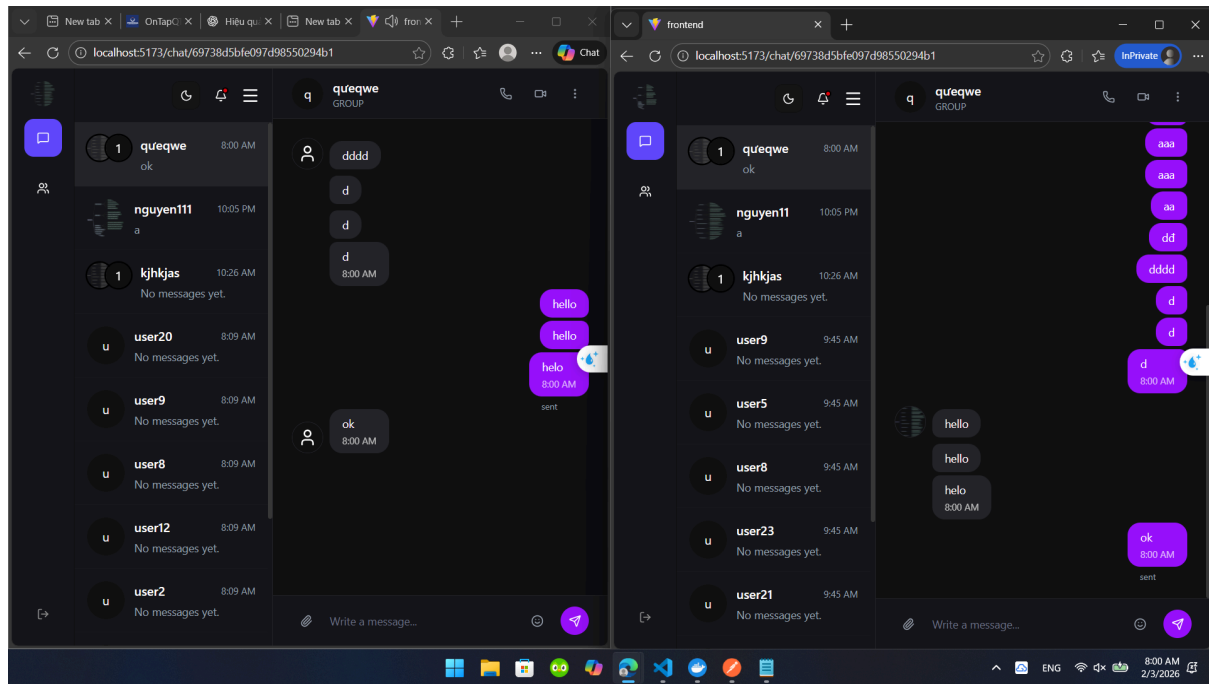 New tab
OnTapQ
Hiệu qu
New tab
fron
localhost:5173/chat/69738d5bfe097d98550294b1
Chat
q
qưeqwe
GROUP
1
qưeqwe
8:00 AM
ok
nguyen111
10:05 PM
a
1
kjhkjas
10:26 AM
No messages yet.
u
user20
8:09 AM
No messages yet.
u
user9
8:09 AM
No messages yet.
u
user8
8:09 AM
No messages yet.
u
user12
8:09 AM
No messages yet.
u
user2
8:09 AM
No messages yet.
dddd
d
d
d
8:00 AM
hello
hello
helo
8:00 AM
sent
ok
8:00 AM
Write a message...
frontend
localhost:5173/chat/69738d5bfe097d98550294b1
InPrivate
q
qưeqwe
GROUP
1
qưeqwe
8:00 AM
ok
nguyen11
10:05 PM
a
1
kjhkjas
10:26 AM
No messages yet.
u
user9
9:45 AM
No messages yet.
u
user5
9:45 AM
No messages yet.
u
user8
9:45 AM
No messages yet.
u
user23
9:45 AM
No messages yet.
u
user21
9:45 AM
No messages yet.
aaa
aaa
aa
dđ
dddd
d
d
d
8:00 AM
hello
hello
helo
8:00 AM
ok
8:00 AM
sent
Write a message...
ENG
8:00 AM
2/3/2026